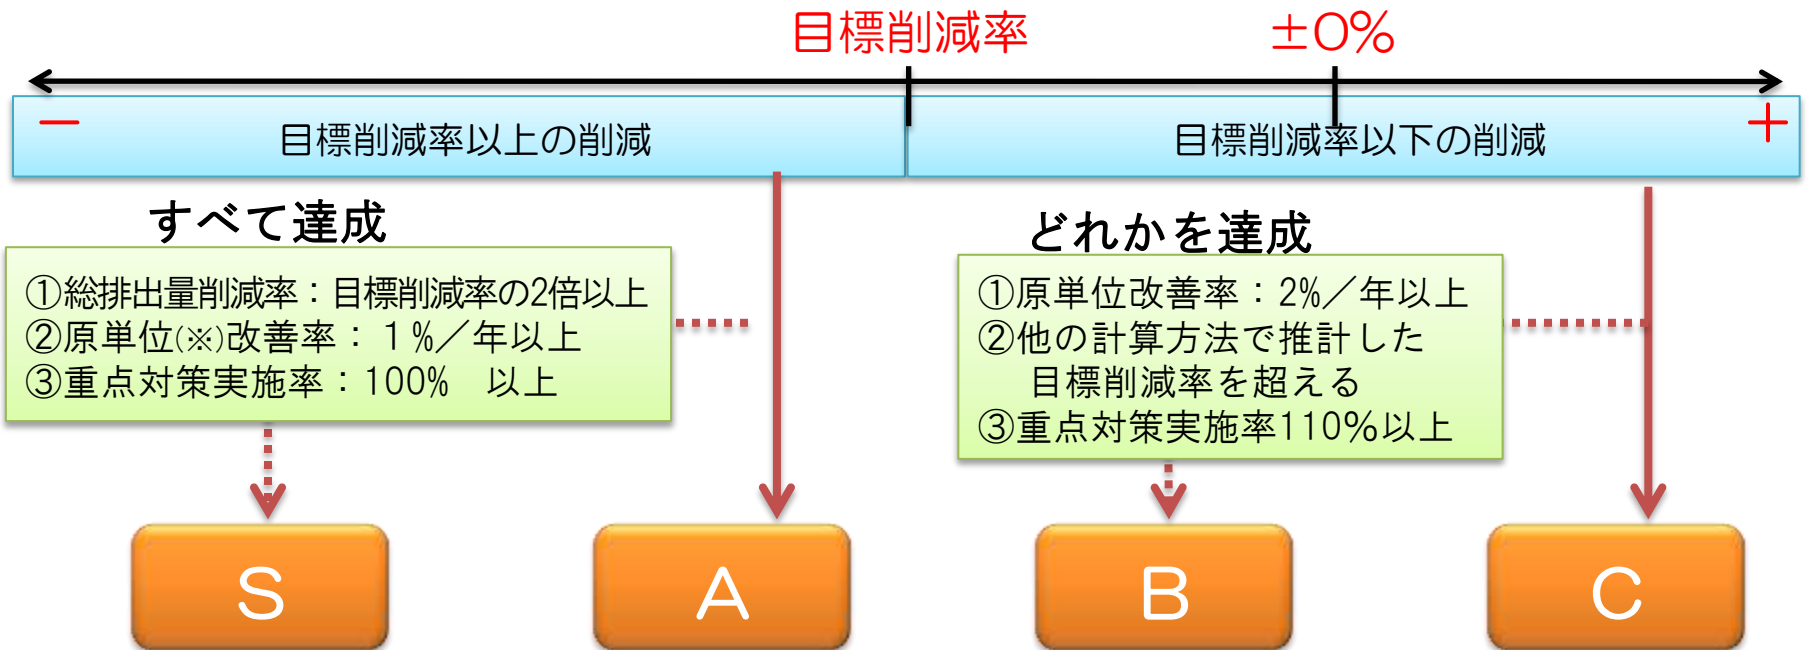 目標削減率
±0%
－
目標削減率以上の削減
目標削減率以下の削減
＋
すべて達成
①総排出量削減率：目標削減率の2倍以上
②原単位(※)改善率：１%／年以上
③重点対策実施率：100%　以上
どれかを達成
①原単位改善率：2%／年以上
②他の計算方法で推計した
目標削減率を超える
③重点対策実施率110%以上
S
A
B
C